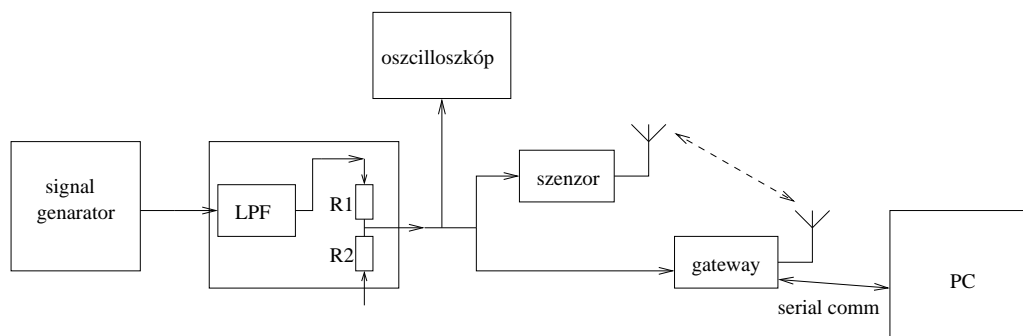 oszcilloszkóp
signal
genarator
LPF
R1
R2
szenzor
gateway
serial comm
PC